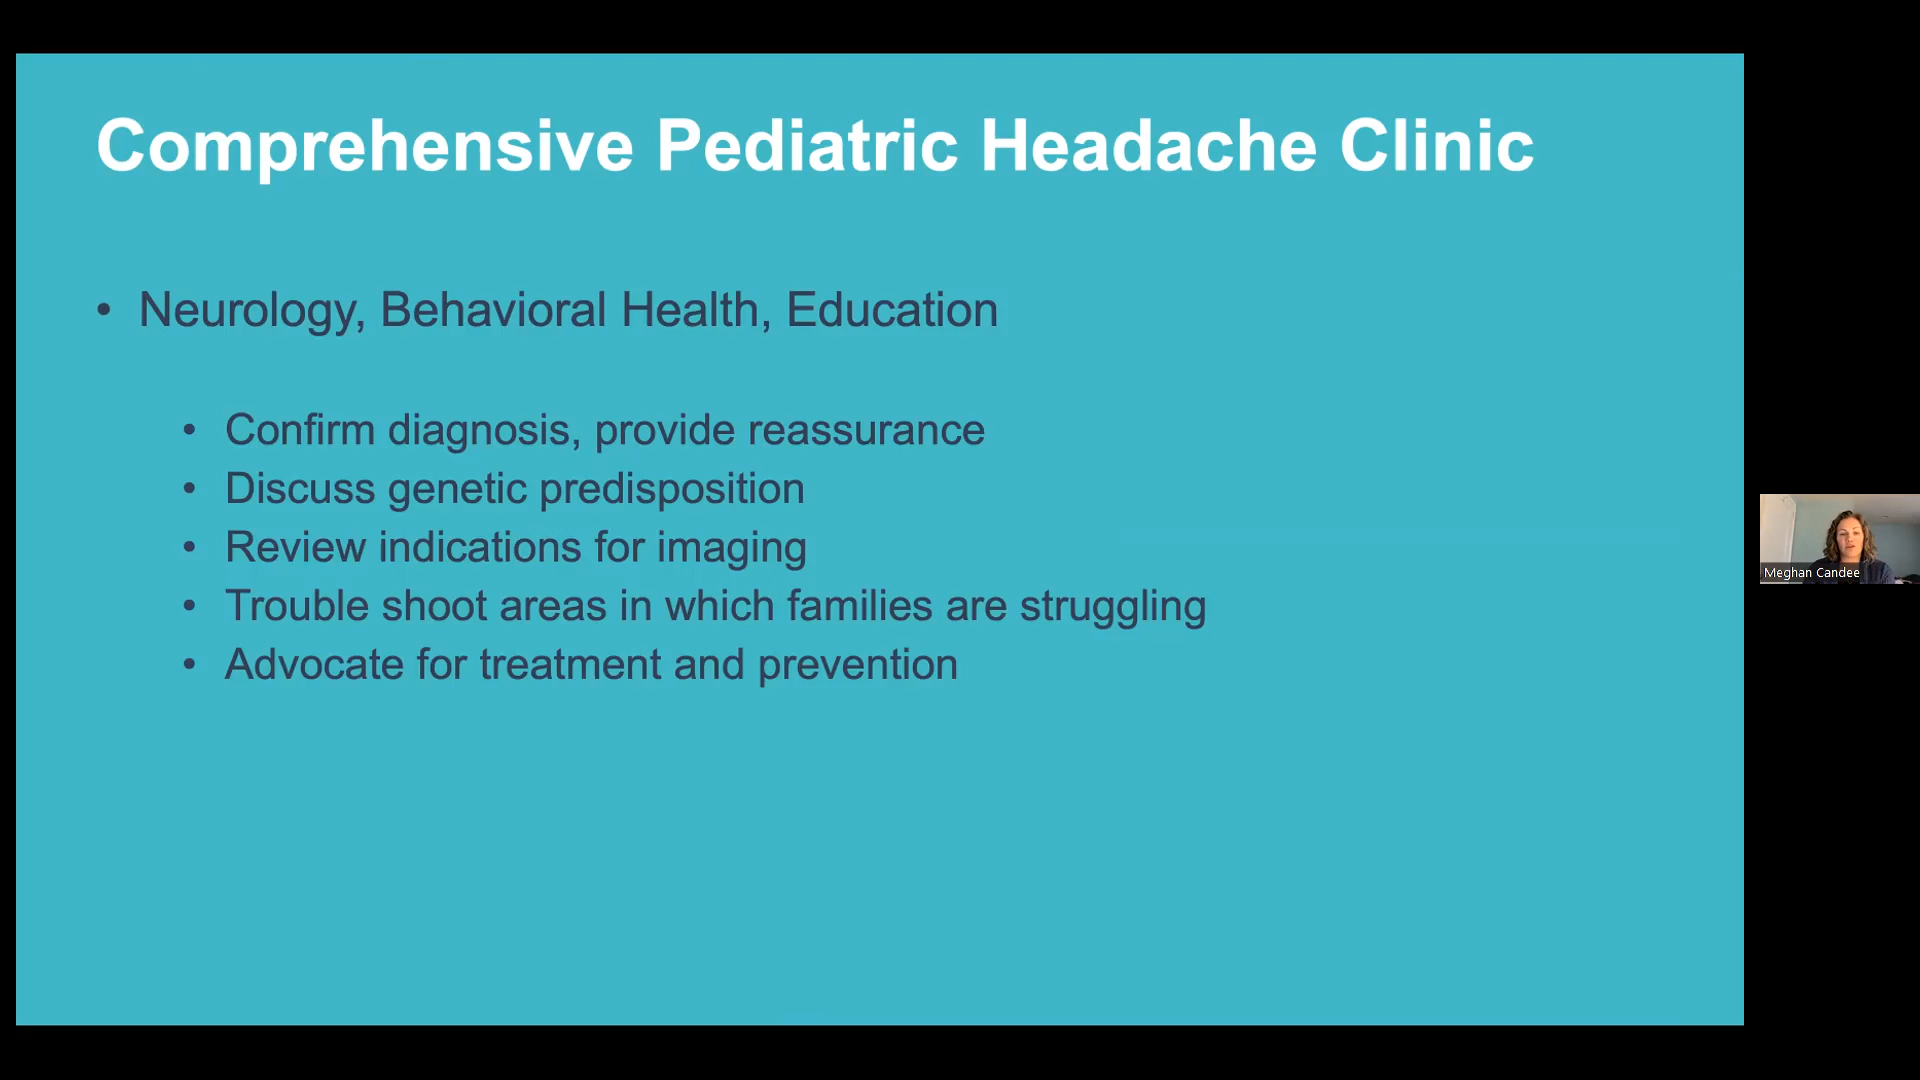 Comprehensive Pediatric Headache Clinic
• Neurology, Behavioral Health, Education
• Confirm diagnosis, provide reassurance
• Discuss genetic predisposition
• Review indications for imaging
• Trouble shoot areas in which families are struggling
• Advocate for treatment and prevention
Meghan Candee